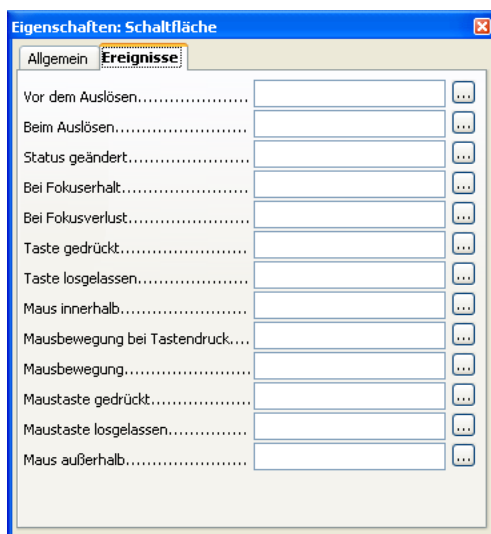 Eigenschaften: Schaltfläche
Allgemein Ereignisse
Vor dem Auslösen..................... ...
Beim Auslösen......................... ...
Status geändert........................ ...
Bei Fokuserhalt......................... ...
Bei Fokusverlust........................ ...
Taste gedrückt......................... ...
Taste losgelassen...................... ...
Maus innerhalb......................... ...
Mausbewegung bei Tastendruck.... ...
Mausbewegung........................ ...
Maustaste gedrückt................... ...
Maustaste losgelassen............... ...
Maus außerhalb........................ ...